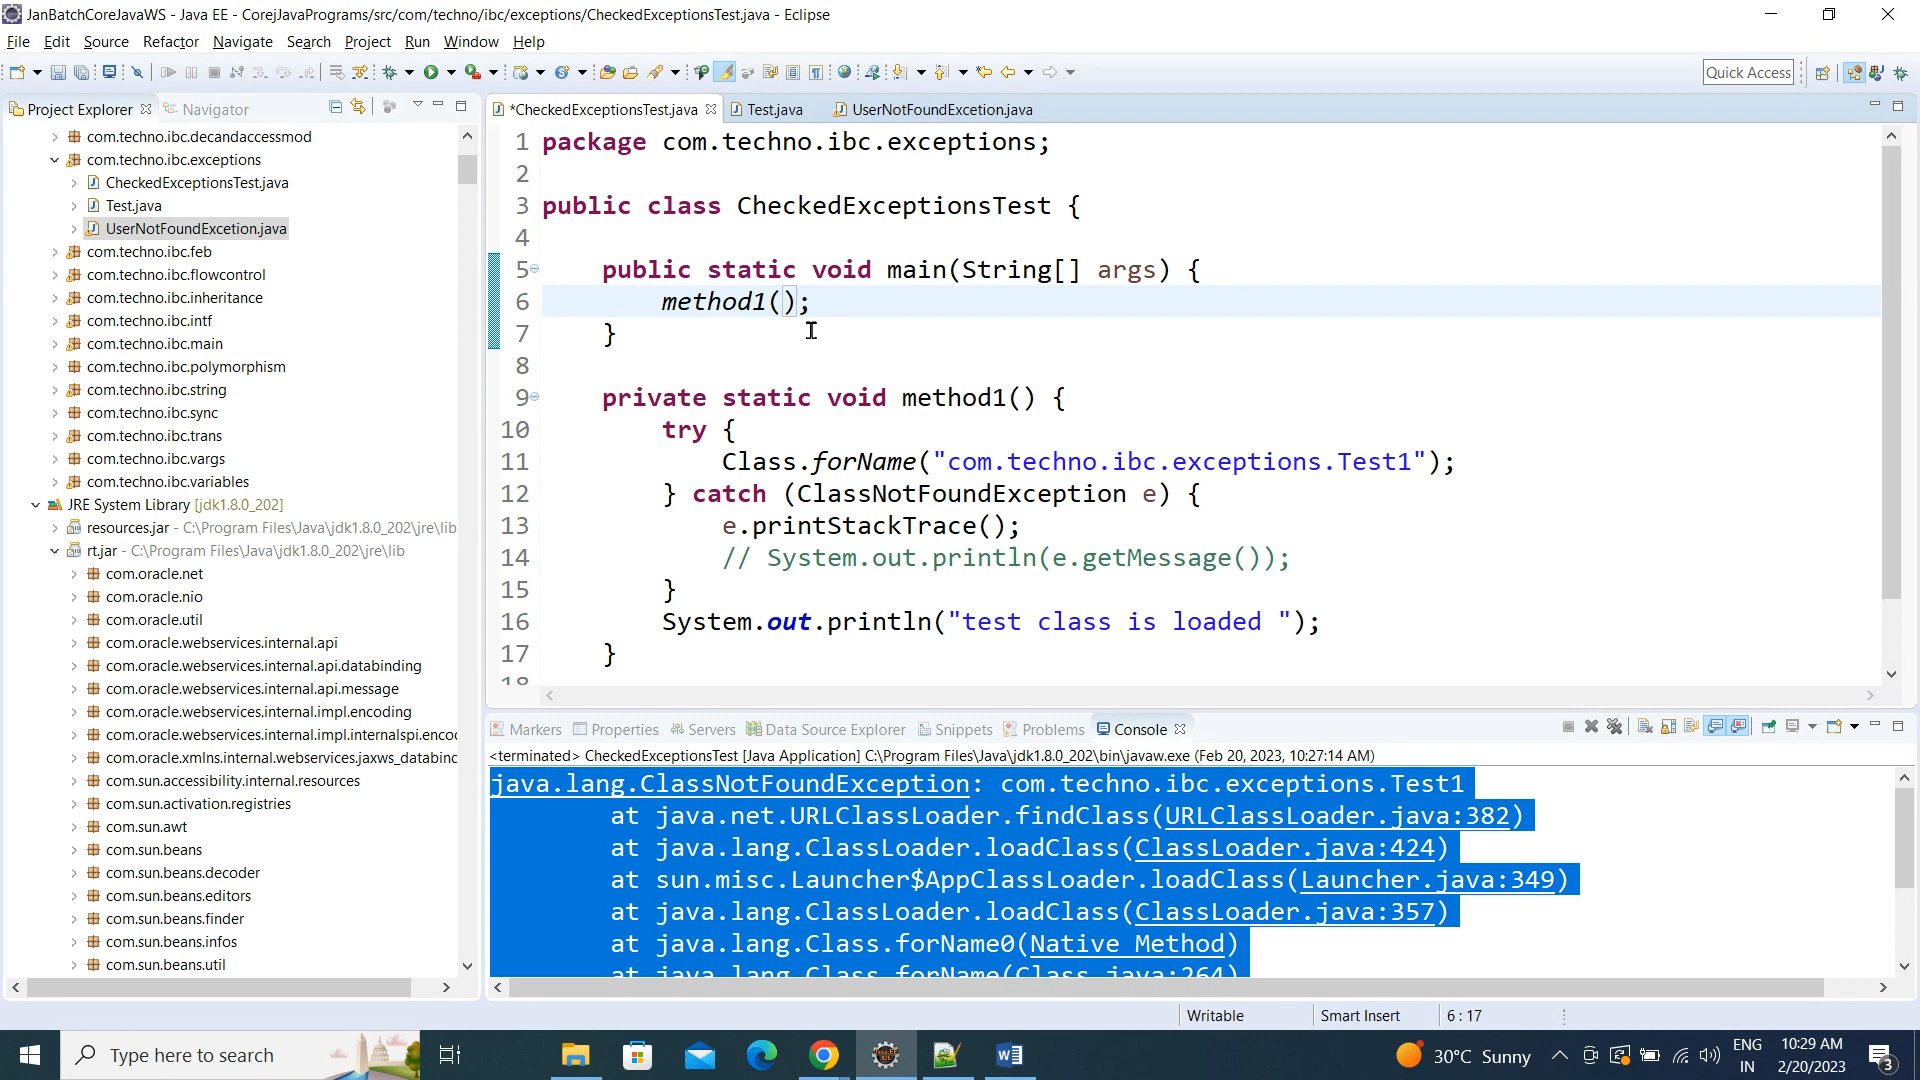 JanBatchCoreJavaWS - Java EE - CorejJavaPrograms/src/com/techno/ibc/exceptions/CheckedExceptionsTest.java - Eclipse
File Edit Source Refactor Navigate Search Project Run Window Help
Quick Access
Project Explorer
Navigator
com.techno.ibc.decandaccessmod
com.techno.ibc.exceptions
CheckedExceptionsTest.java
Test.java
UserNotFoundExcetion.java
com.techno.ibc.feb
com.techno.ibc.flowcontrol
com.techno.ibc.inheritance
com.techno.ibc.intf
com.techno.ibc.main
com.techno.ibc.polymorphism
com.techno.ibc.string
com.techno.ibc.sync
com.techno.ibc.trans
com.techno.ibc.vargs
com.techno.ibc.variables
JRE System Library [jdk1.8.0_202]
resources.jar - C:\Program Files\Java\jdk1.8.0_202\jre\lib
rt.jar - C:\Program Files\Java\jdk1.8.0_202\jre\lib
com.oracle.net
com.oracle.nio
com.oracle.util
com.oracle.webservices.internal.api
com.oracle.webservices.internal.api.databinding
com.oracle.webservices.internal.api.message
com.oracle.webservices.internal.impl.encoding
com.oracle.webservices.internal.impl.internalspi.enco
com.oracle.xmlns.internal.webservices.jaxws_databinc
com.sun.accessibility.internal.resources
com.sun.activation.registries
com.sun.awt
com.sun.beans
com.sun.beans.decoder
com.sun.beans.editors
com.sun.beans.finder
com.sun.beans.infos
com.sun.beans.util
*CheckedExceptionsTest.java Test.java UserNotFoundExcetion.java
1 package com.techno.ibc.exceptions;
2
3 public class CheckedExceptionsTest {
4
5 public static void main(String[] args) {
6 method1();
7 }
8
9 private static void method1() {
10 try {
11 Class.forName("com.techno.ibc.exceptions.Test1");
12 } catch (ClassNotFoundException e) {
13 e.printStackTrace();
14 // System.out.println(e.getMessage());
15 }
16 System.out.println("test class is loaded ");
17 }
18
Markers Properties Servers Data Source Explorer Snippets Problems Console
<terminated> CheckedExceptionsTest [Java Application] C:\Program Files\Java\jdk1.8.0_202\bin\javaw.exe (Feb 20, 2023, 10:27:14 AM)
java.lang.ClassNotFoundException: com.techno.ibc.exceptions.Test1
at java.net.URLClassLoader.findClass(URLClassLoader.java:382)
at java.lang.ClassLoader.loadClass(ClassLoader.java:424)
at sun.misc.Launcher$AppClassLoader.loadClass(Launcher.java:349)
at java.lang.ClassLoader.loadClass(ClassLoader.java:357)
at java.lang.Class.forName0(Native Method)
at java.lang.Class.forName(Class.java:264)
Writable Smart Insert 6 : 17
Type here to search
30°C Sunny
ENG
IN
10:29 AM
2/20/2023
3